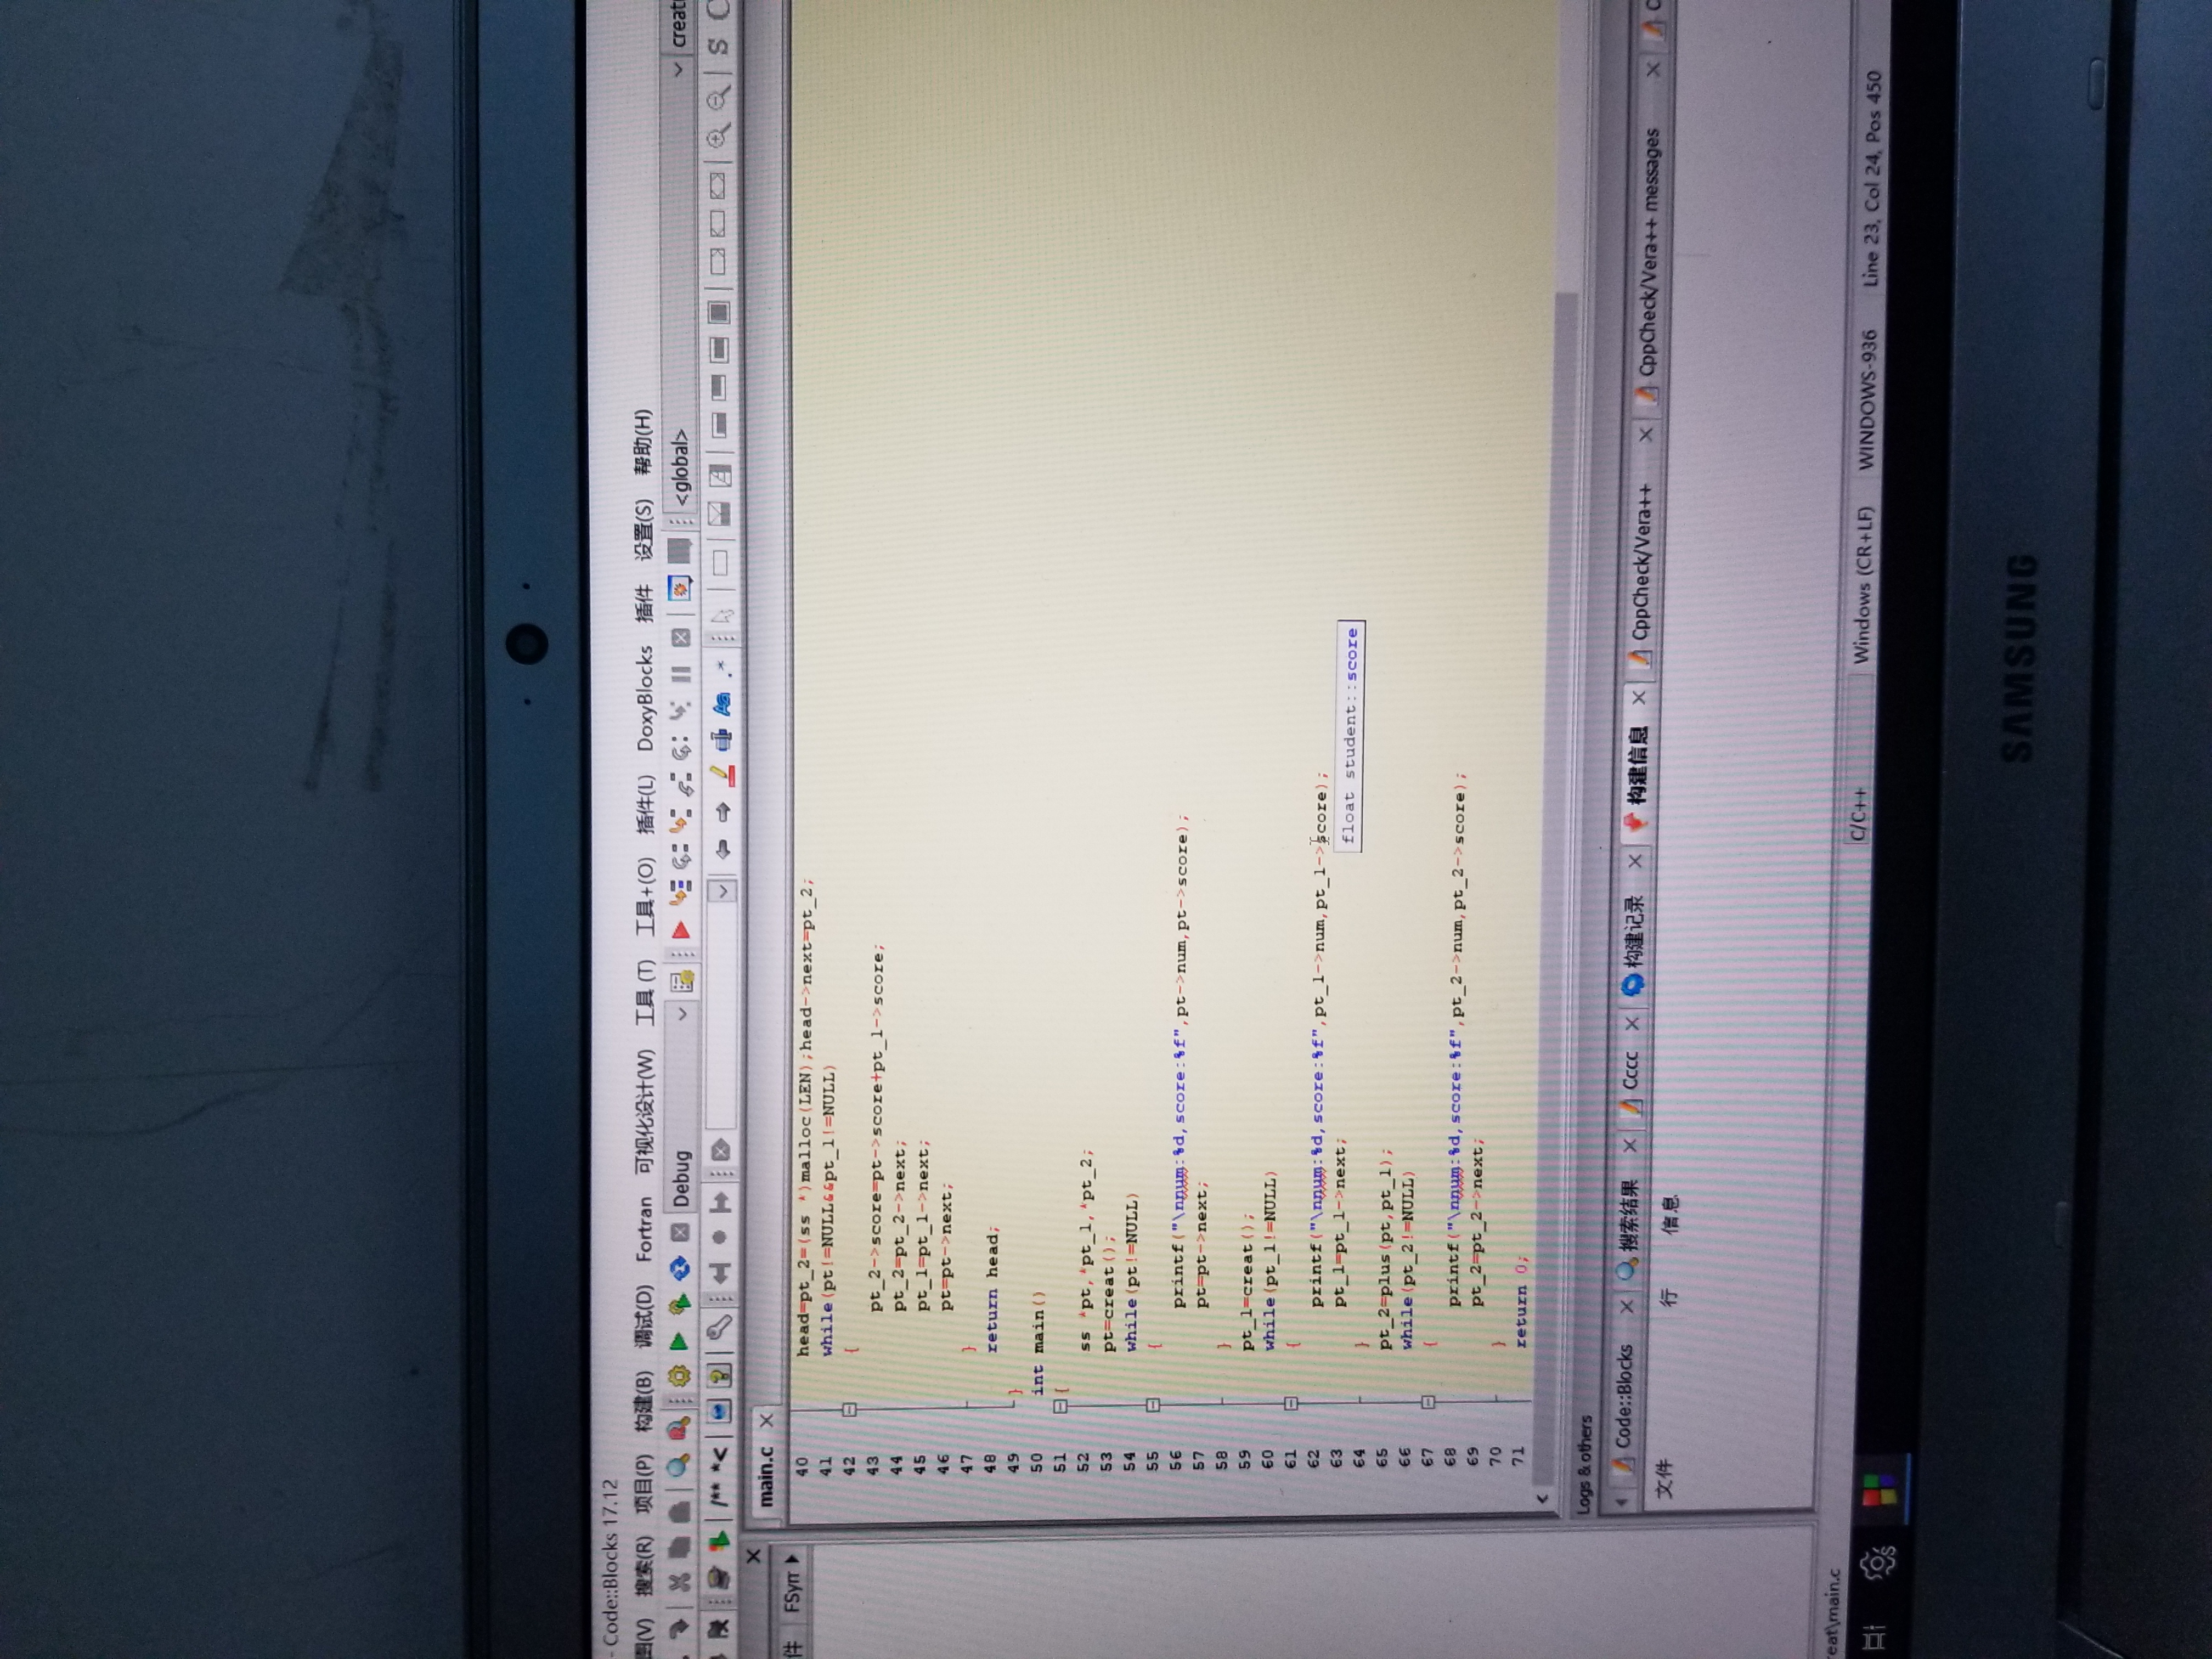 - Code::Blocks 17.12
图(V) 搜索(R) 项目(P) 构建(B) 调试(D) Fortran 可视化设计(W) 工具 (T) 工具+(O) 插件(L) DoxyBlocks 插件 设置(S) 帮助(H)
Debug <global> creat
/** *<
S
main.c
件 FSyn
40 head=pt_2=(ss *)malloc(LEN);head->next=pt_2;
41 while(pt!=NULL&&pt_1!=NULL)
42 {
43 pt_2->score=pt->score+pt_1->score;
44 pt_2=pt_2->next;
45 pt_1=pt_1->next;
46 pt=pt->next;
47 }
48 return head;
49 }
50 int main()
51 {
52 ss *pt,*pt_1,*pt_2;
53 pt=creat();
54 while(pt!=NULL)
55 {
56 printf("\nnum:%d,score:%f",pt->num,pt->score);
57 pt=pt->next;
58 }
59 pt_1=creat();
60 while(pt_1!=NULL)
61 {
62 printf("\nnum:%d,score:%f",pt_1->num,pt_1->score);
63 pt_1=pt_1->next;
float student::score
64 }
65 pt_2=plus(pt,pt_1);
66 while(pt_2!=NULL)
67 {
68 printf("\nnum:%d,score:%f",pt_2->num,pt_2->score);
69 pt_2=pt_2->next;
70 }
71 return 0;
Logs & others
Code::Blocks 搜索结果 Cccc 构建记录 构建信息 CppCheck/Vera++ CppCheck/Vera++ messages
文件 行 信息
reat\main.c
C/C++ Windows (CR+LF) WINDOWS-936 Line 23, Col 24, Pos 450
SAMSUNG